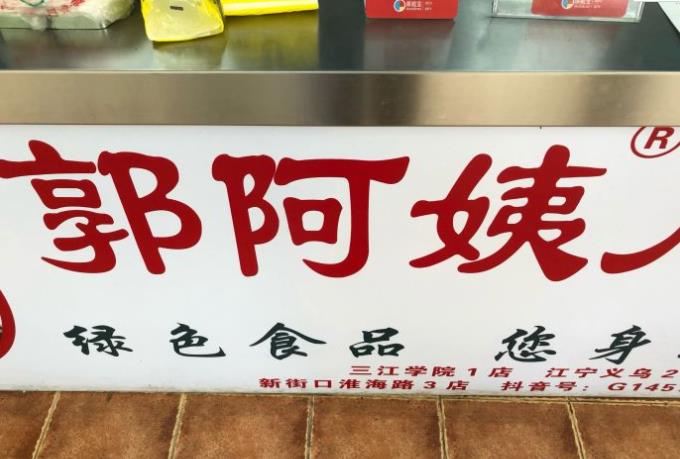 郭阿姨®
绿色食品 您身
三江学院1店 江宁义乌2
新街口淮海路3店 抖音号:G145